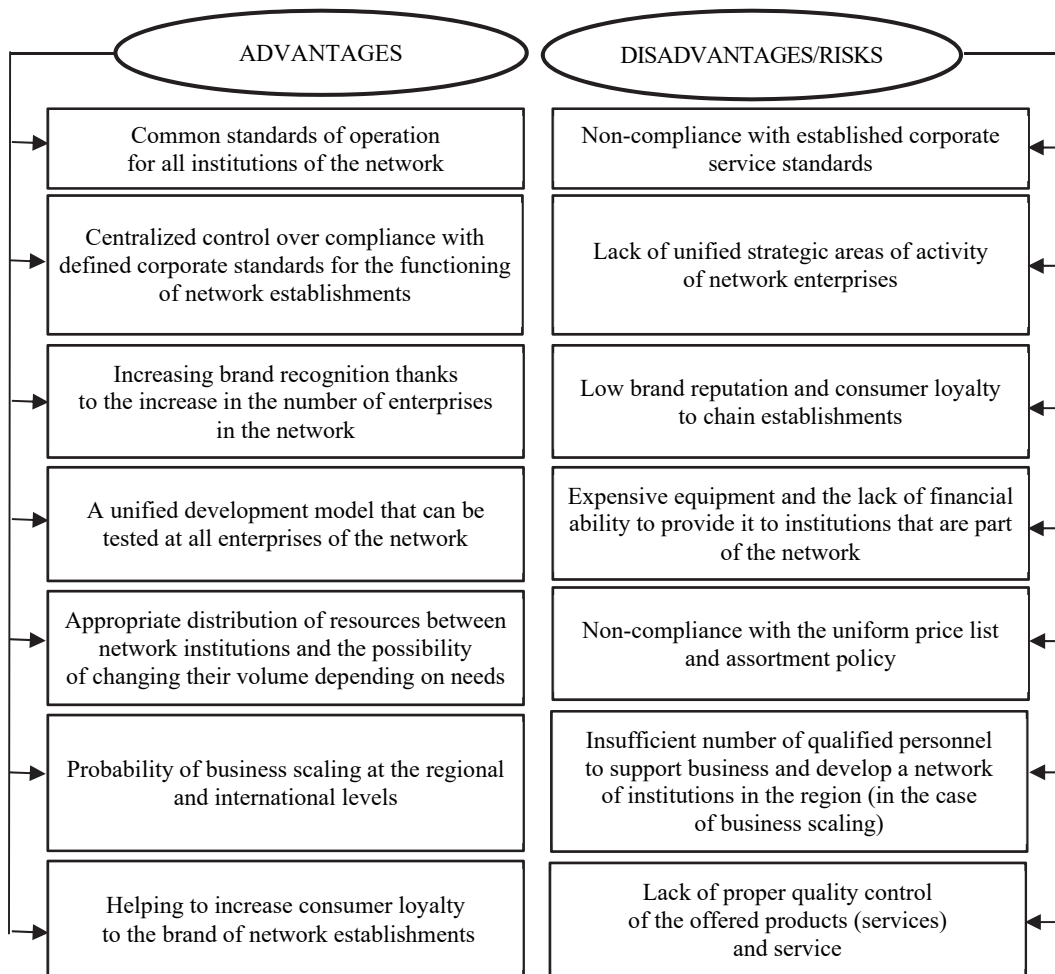 ADVANTAGES
Common standards of operation
for all institutions of the network
Centralized control over compliance with
defined corporate standards for the functioning
of network establishments
Increasing brand recognition thanks
to the increase in the number of enterprises
in the network
A unified development model that can be
tested at all enterprises of the network
Appropriate distribution of resources between
network institutions and the possibility
of changing their volume depending on needs
Probability of business scaling at the regional
and international levels
Helping to increase consumer loyalty
to the brand of network establishments
DISADVANTAGES/RISKS
Non-compliance with established corporate
service standards
Lack of unified strategic areas of activity
of network enterprises
Low brand reputation and consumer loyalty
to chain establishments
Expensive equipment and the lack of financial
ability to provide it to institutions that are part
of the network
Non-compliance with the uniform price list
and assortment policy
Insufficient number of qualified personnel
to support business and develop a network
of institutions in the region (in the case
of business scaling)
Lack of proper quality control
of the offered products (services)
and service